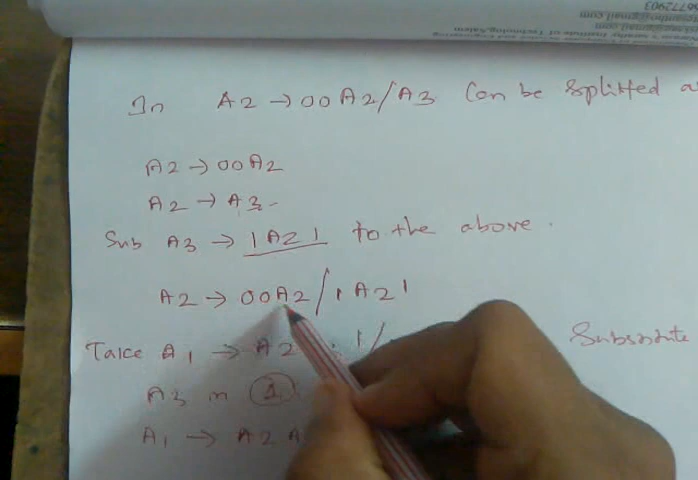 In A2 → 00A2/A3 Can be Splitted
A2 → 00A2
A2 → A3
Sub A3 → 1A21 to the above.
A2 → 00A2/1A21
Take A1 → A2 Substitute
A3 in 1
A1 → A2 A